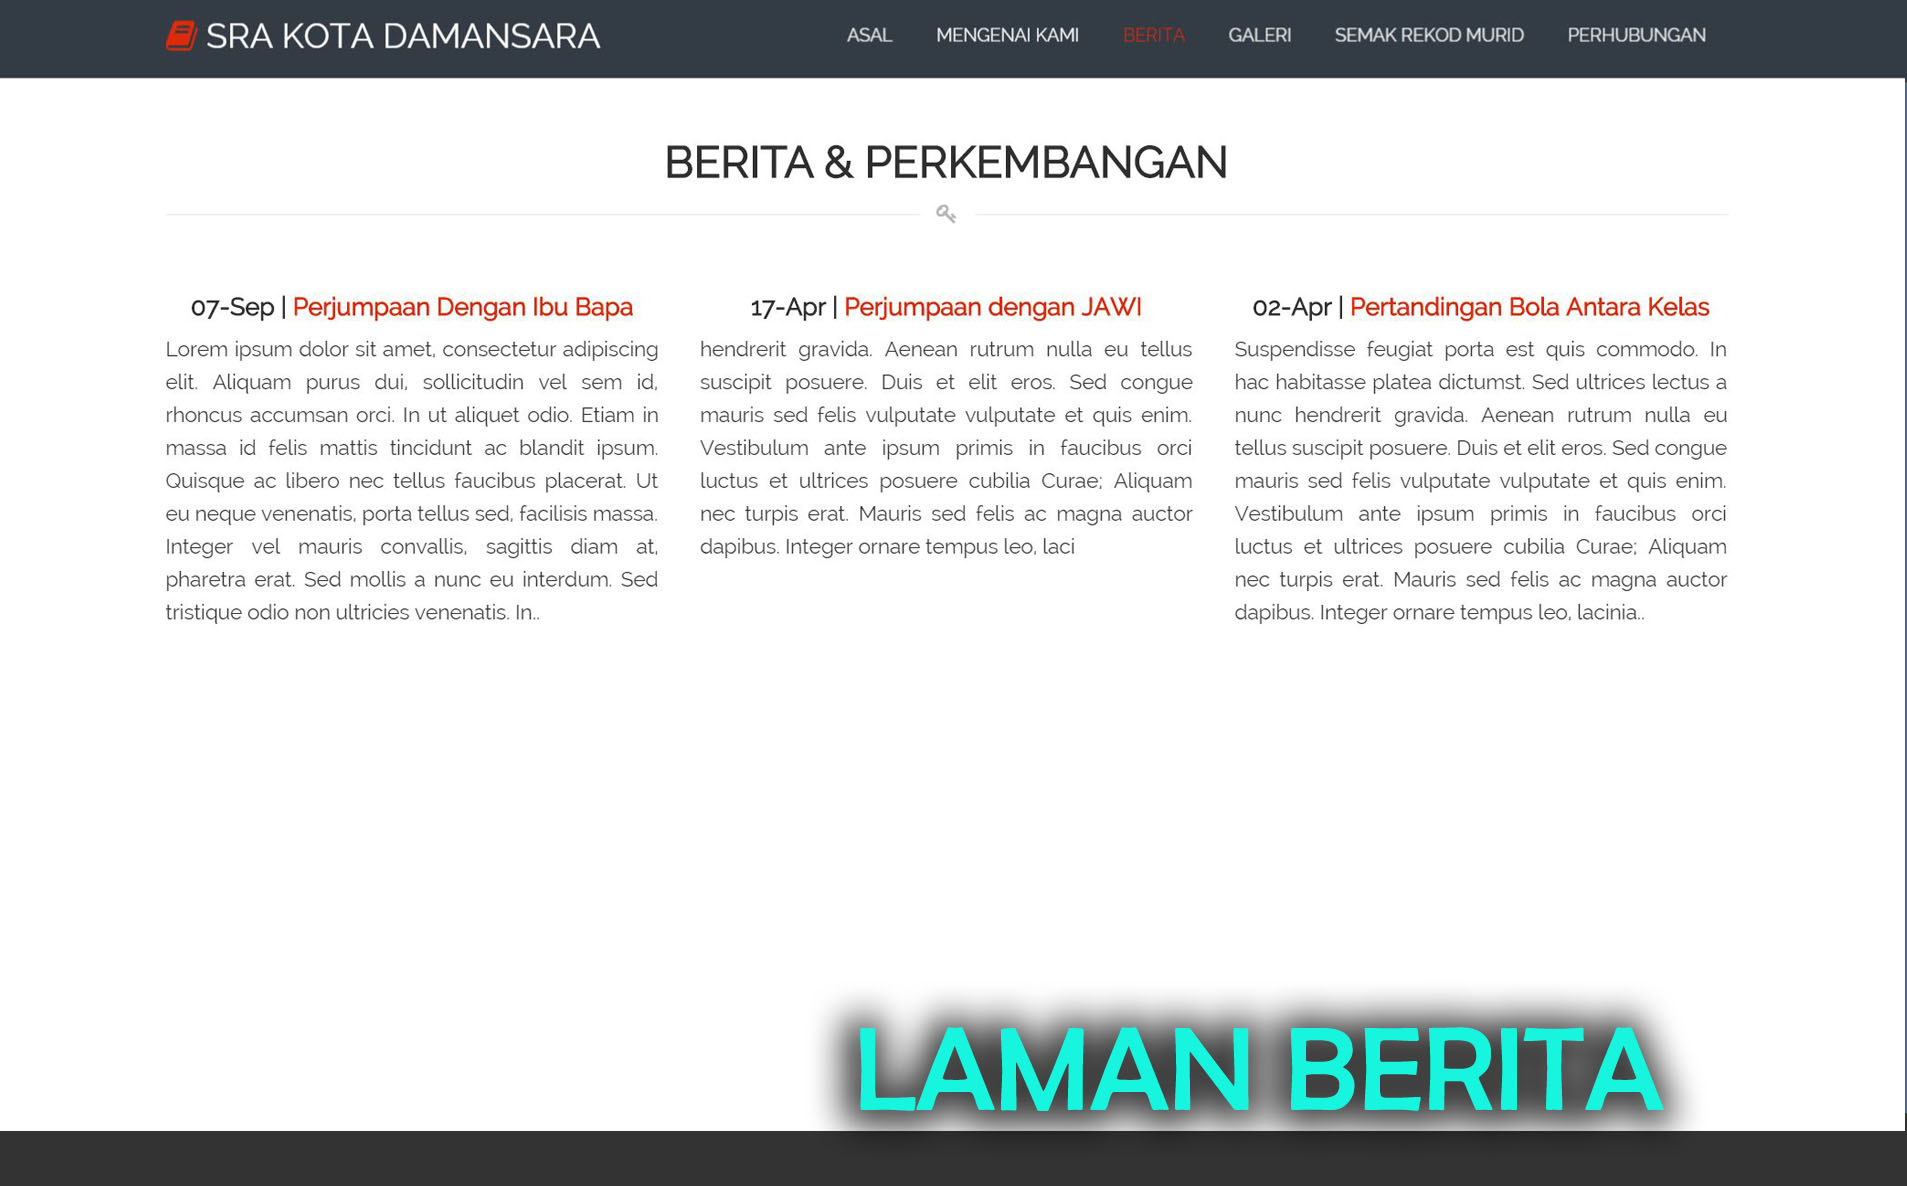 SRA KOTA DAMANSARA
ASAL MENGENAI KAMI BERITA GALERI SEMAK REKOD MURID PERHUBUNGAN
BERITA & PERKEMBANGAN
07-Sep | Perjumpaan Dengan Ibu Bapa
Lorem ipsum dolor sit amet, consectetur adipiscing
elit. Aliquam purus dui, sollicitudin vel sem id,
rhoncus accumsan orci. In ut aliquet odio. Etiam in
massa id felis mattis tincidunt ac blandit ipsum.
Quisque ac libero nec tellus faucibus placerat. Ut
eu neque venenatis, porta tellus sed, facilisis massa.
Integer vel mauris convallis, sagittis diam at,
pharetra erat. Sed mollis a nunc eu interdum. Sed
tristique odio non ultricies venenatis. In..
17-Apr | Perjumpaan dengan JAWI
hendrerit gravida. Aenean rutrum nulla eu tellus
suscipit posuere. Duis et elit eros. Sed congue
mauris sed felis vulputate vulputate et quis enim.
Vestibulum ante ipsum primis in faucibus orci
luctus et ultrices posuere cubilia Curae; Aliquam
nec turpis erat. Mauris sed felis ac magna auctor
dapibus. Integer ornare tempus leo, laci
02-Apr | Pertandingan Bola Antara Kelas
Suspendisse feugiat porta est quis commodo. In
hac habitasse platea dictumst. Sed ultrices lectus a
nunc hendrerit gravida. Aenean rutrum nulla eu
tellus suscipit posuere. Duis et elit eros. Sed congue
mauris sed felis vulputate vulputate et quis enim.
Vestibulum ante ipsum primis in faucibus orci
luctus et ultrices posuere cubilia Curae; Aliquam
nec turpis erat. Mauris sed felis ac magna auctor
dapibus. Integer ornare tempus leo, lacinia..
LAMAN BERITA